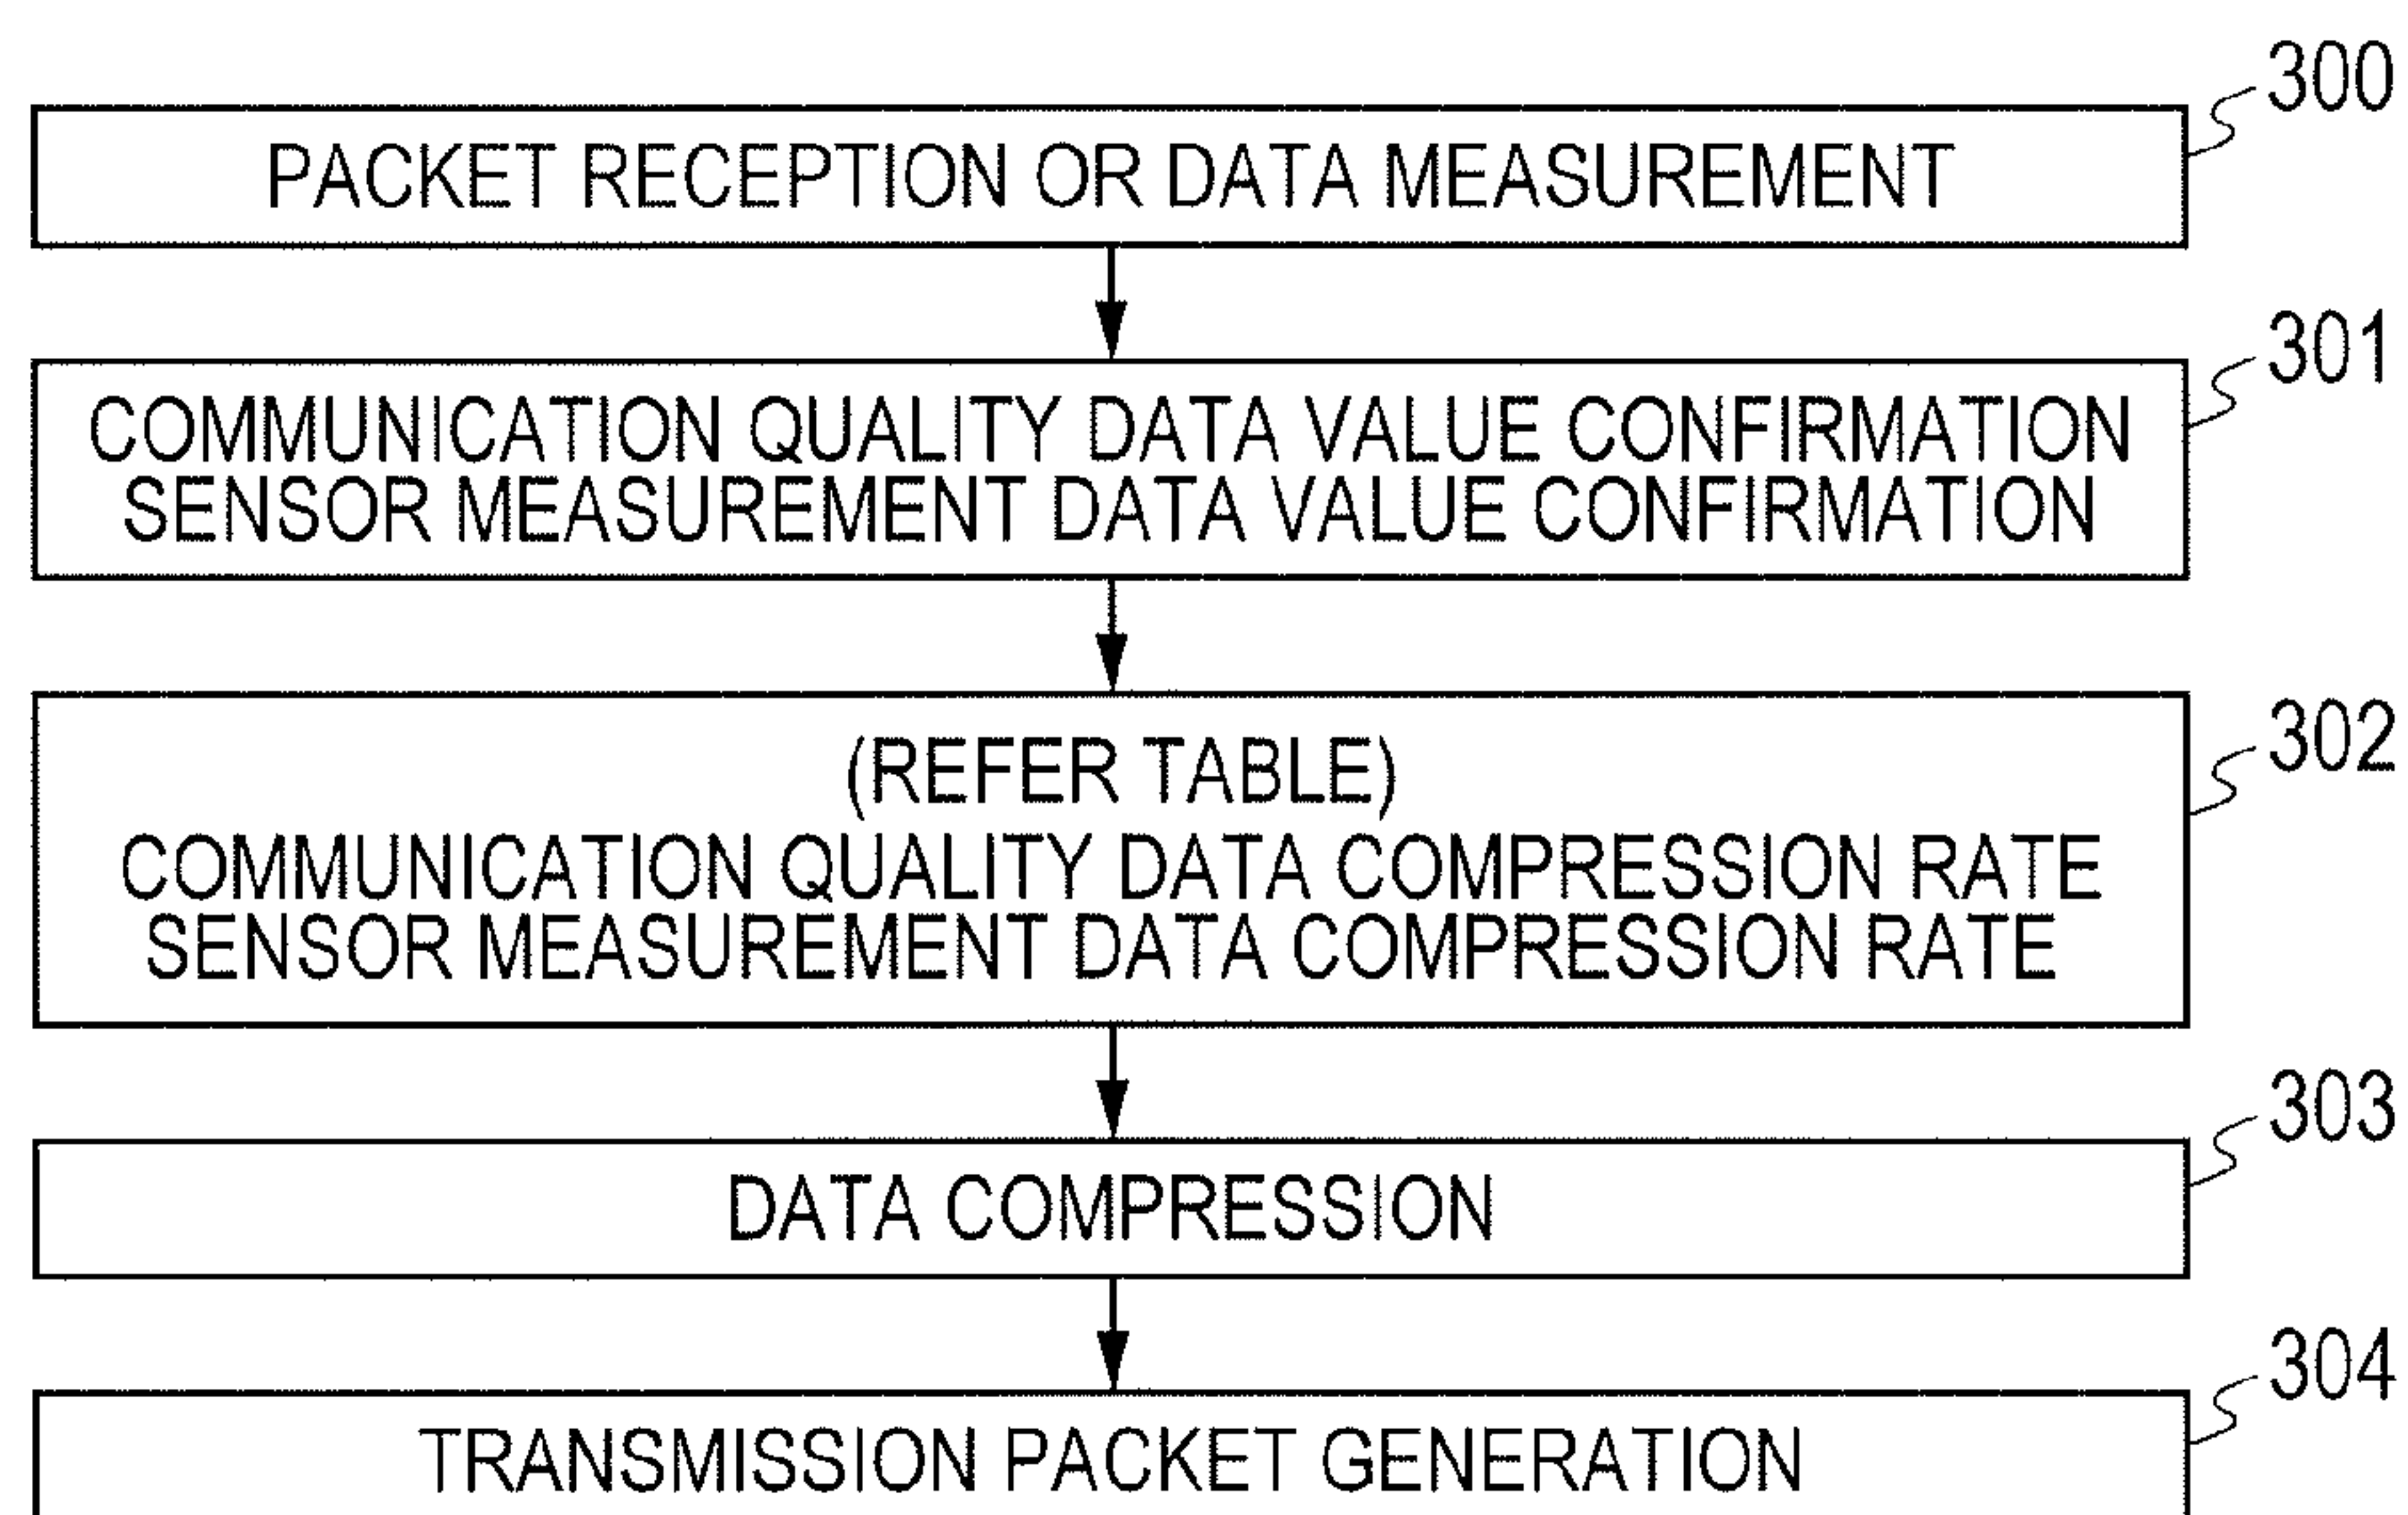 300
PACKET RECEPTION OR DATA MEASUREMENT
301
COMMUNICATION QUALITY DATA VALUE CONFIRMATION
SENSOR MEASUREMENT DATA VALUE CONFIRMATION
302
(REFER TABLE)
COMMUNICATION QUALITY DATA COMPRESSION RATE
SENSOR MEASUREMENT DATA COMPRESSION RATE
303
DATA COMPRESSION
304
TRANSMISSION PACKET GENERATION